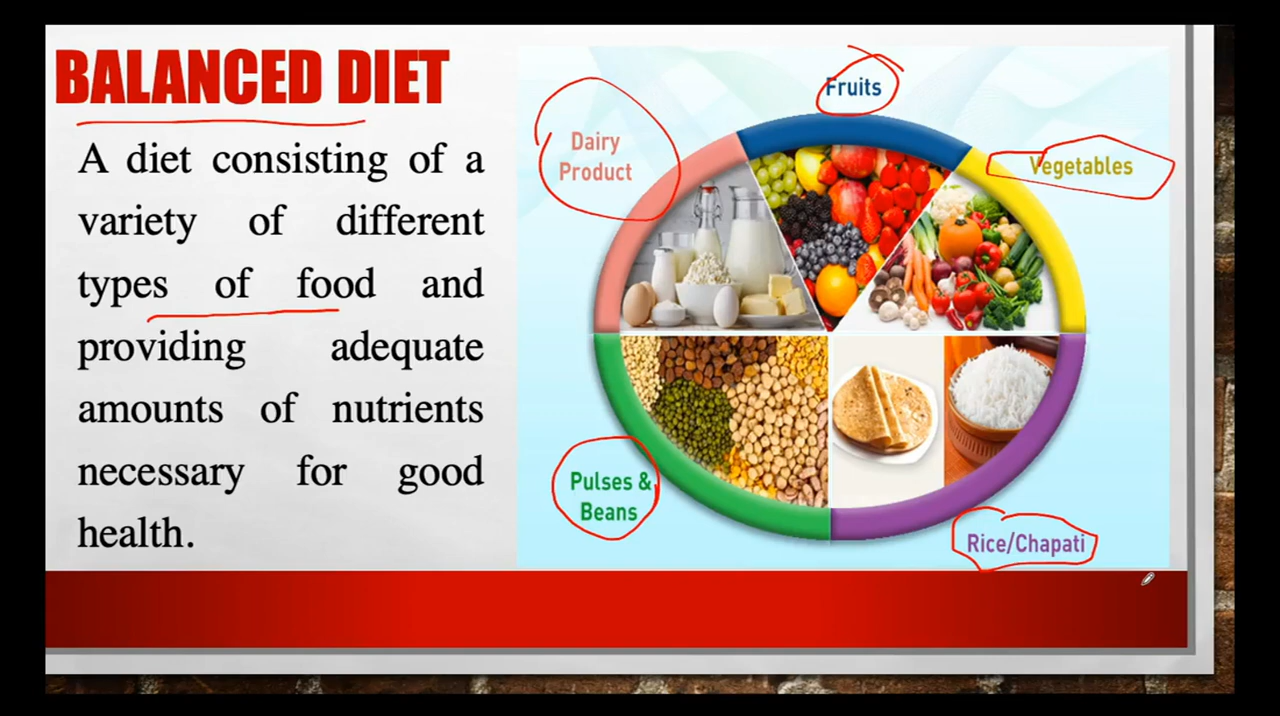 BALANCED DIET
A diet consisting of a
variety of different
types of food and
providing adequate
amounts of nutrients
necessary for good
health.
Fruits
Dairy
Product
Vegetables
Pulses &
Beans
Rice/Chapati